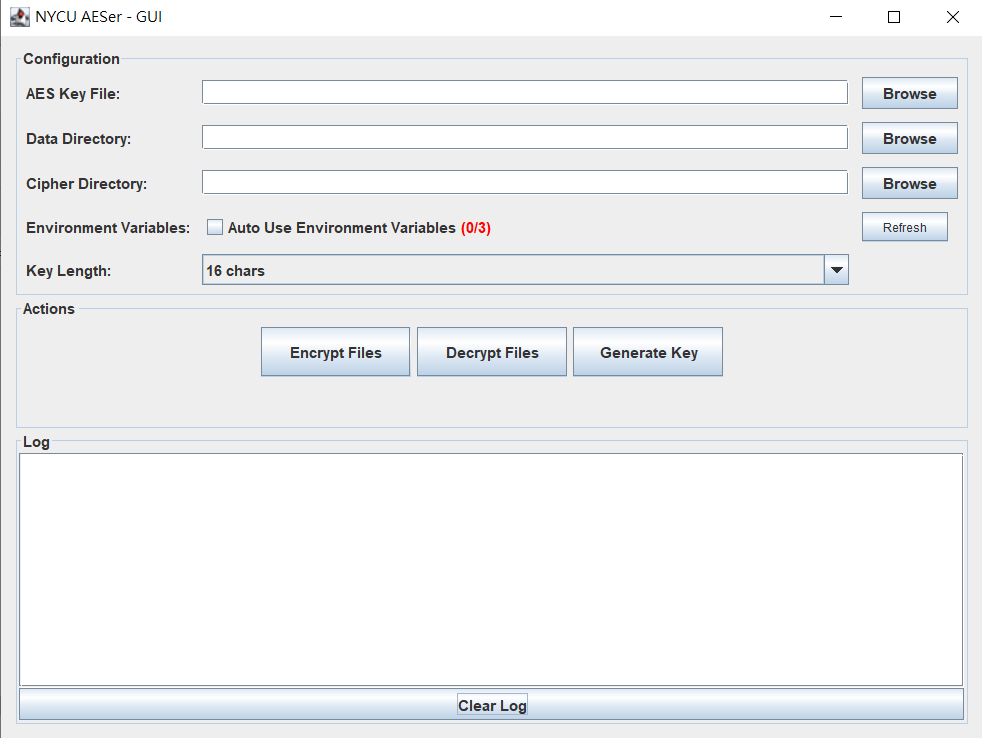 NYCU AESer - GUI
Configuration
AES Key File: Browse
Data Directory: Browse
Cipher Directory: Browse
Environment Variables: Auto Use Environment Variables (0/3) Refresh
Key Length: 16 chars
Actions
Encrypt Files Decrypt Files Generate Key
Log
Clear Log